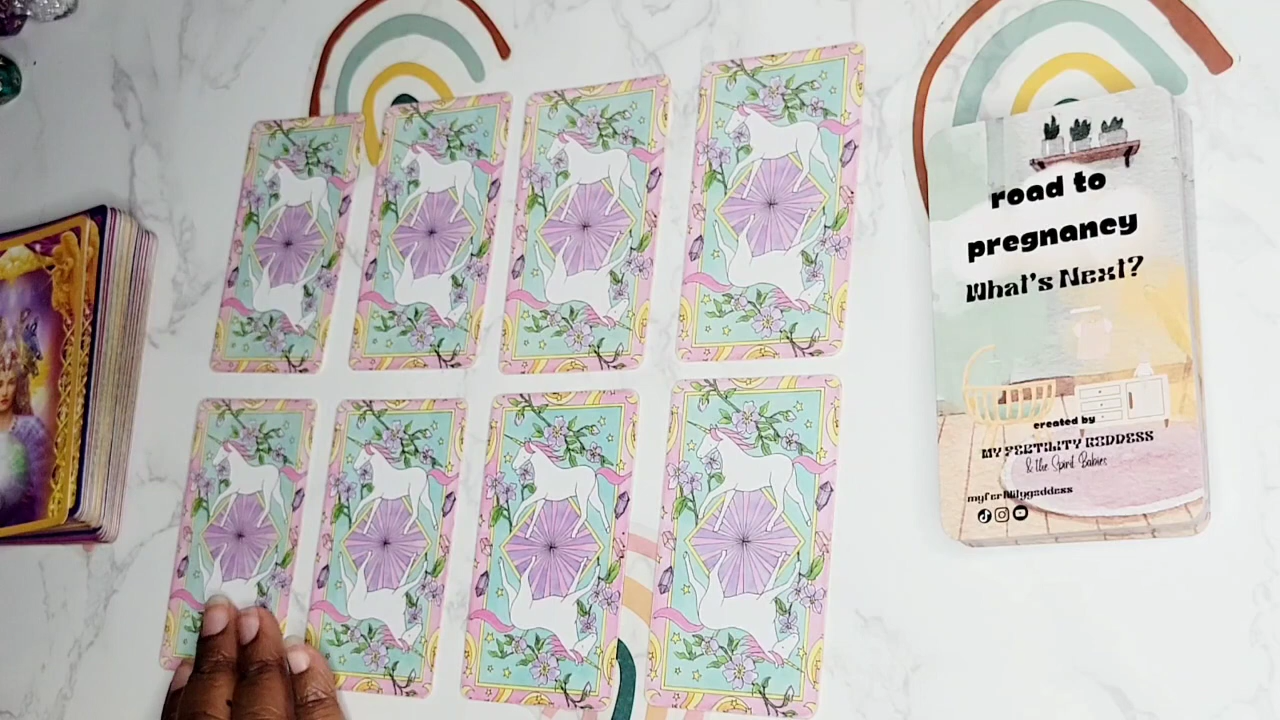 road to
pregnancy
What's Next?
created by
MY FERTILITY GODDESS
& the Spirit Babies
myfertilitygoddess